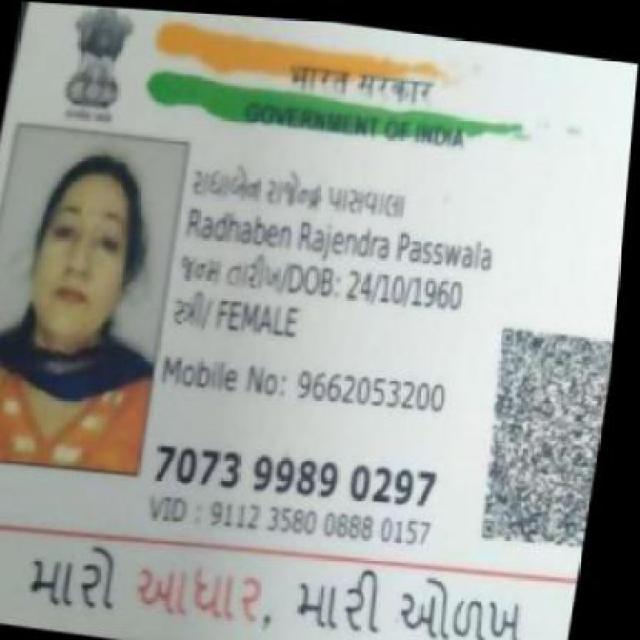 भारत सरकार
GOVERNMENT OF INDIA
રાધાબેન રાજેન્દ્ર પાસવાલા
Radhaben Rajendra Passwala
જન્મ તારીખ/DOB: 24/10/1960
સ્ત્રી/ FEMALE
Mobile No: 9662053200
7073 9989 0297
VID : 9112 3580 0888 0157
મારો આધાર, મારી ઓળખ